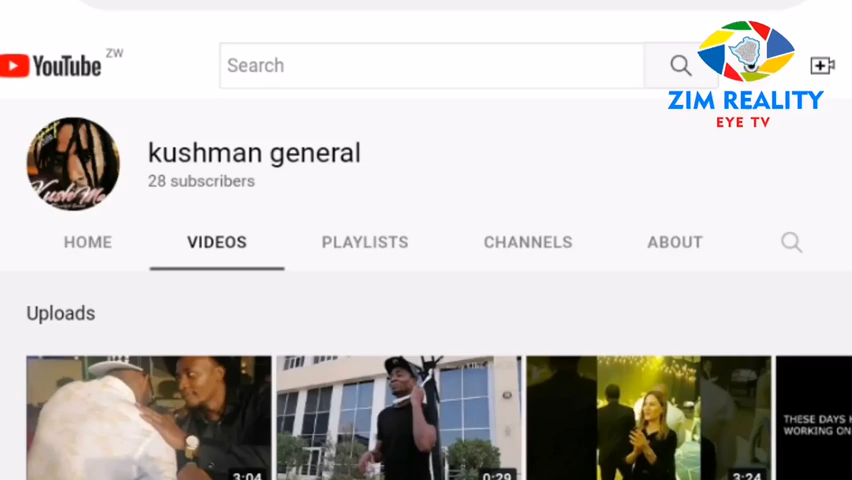 YouTube ZW
Search
ZIM REALITY
EYE TV
kushman general
28 subscribers
HOME VIDEOS PLAYLISTS CHANNELS ABOUT
Uploads
THESE DAYS
WORKING ON
3:04 0:29 3:24